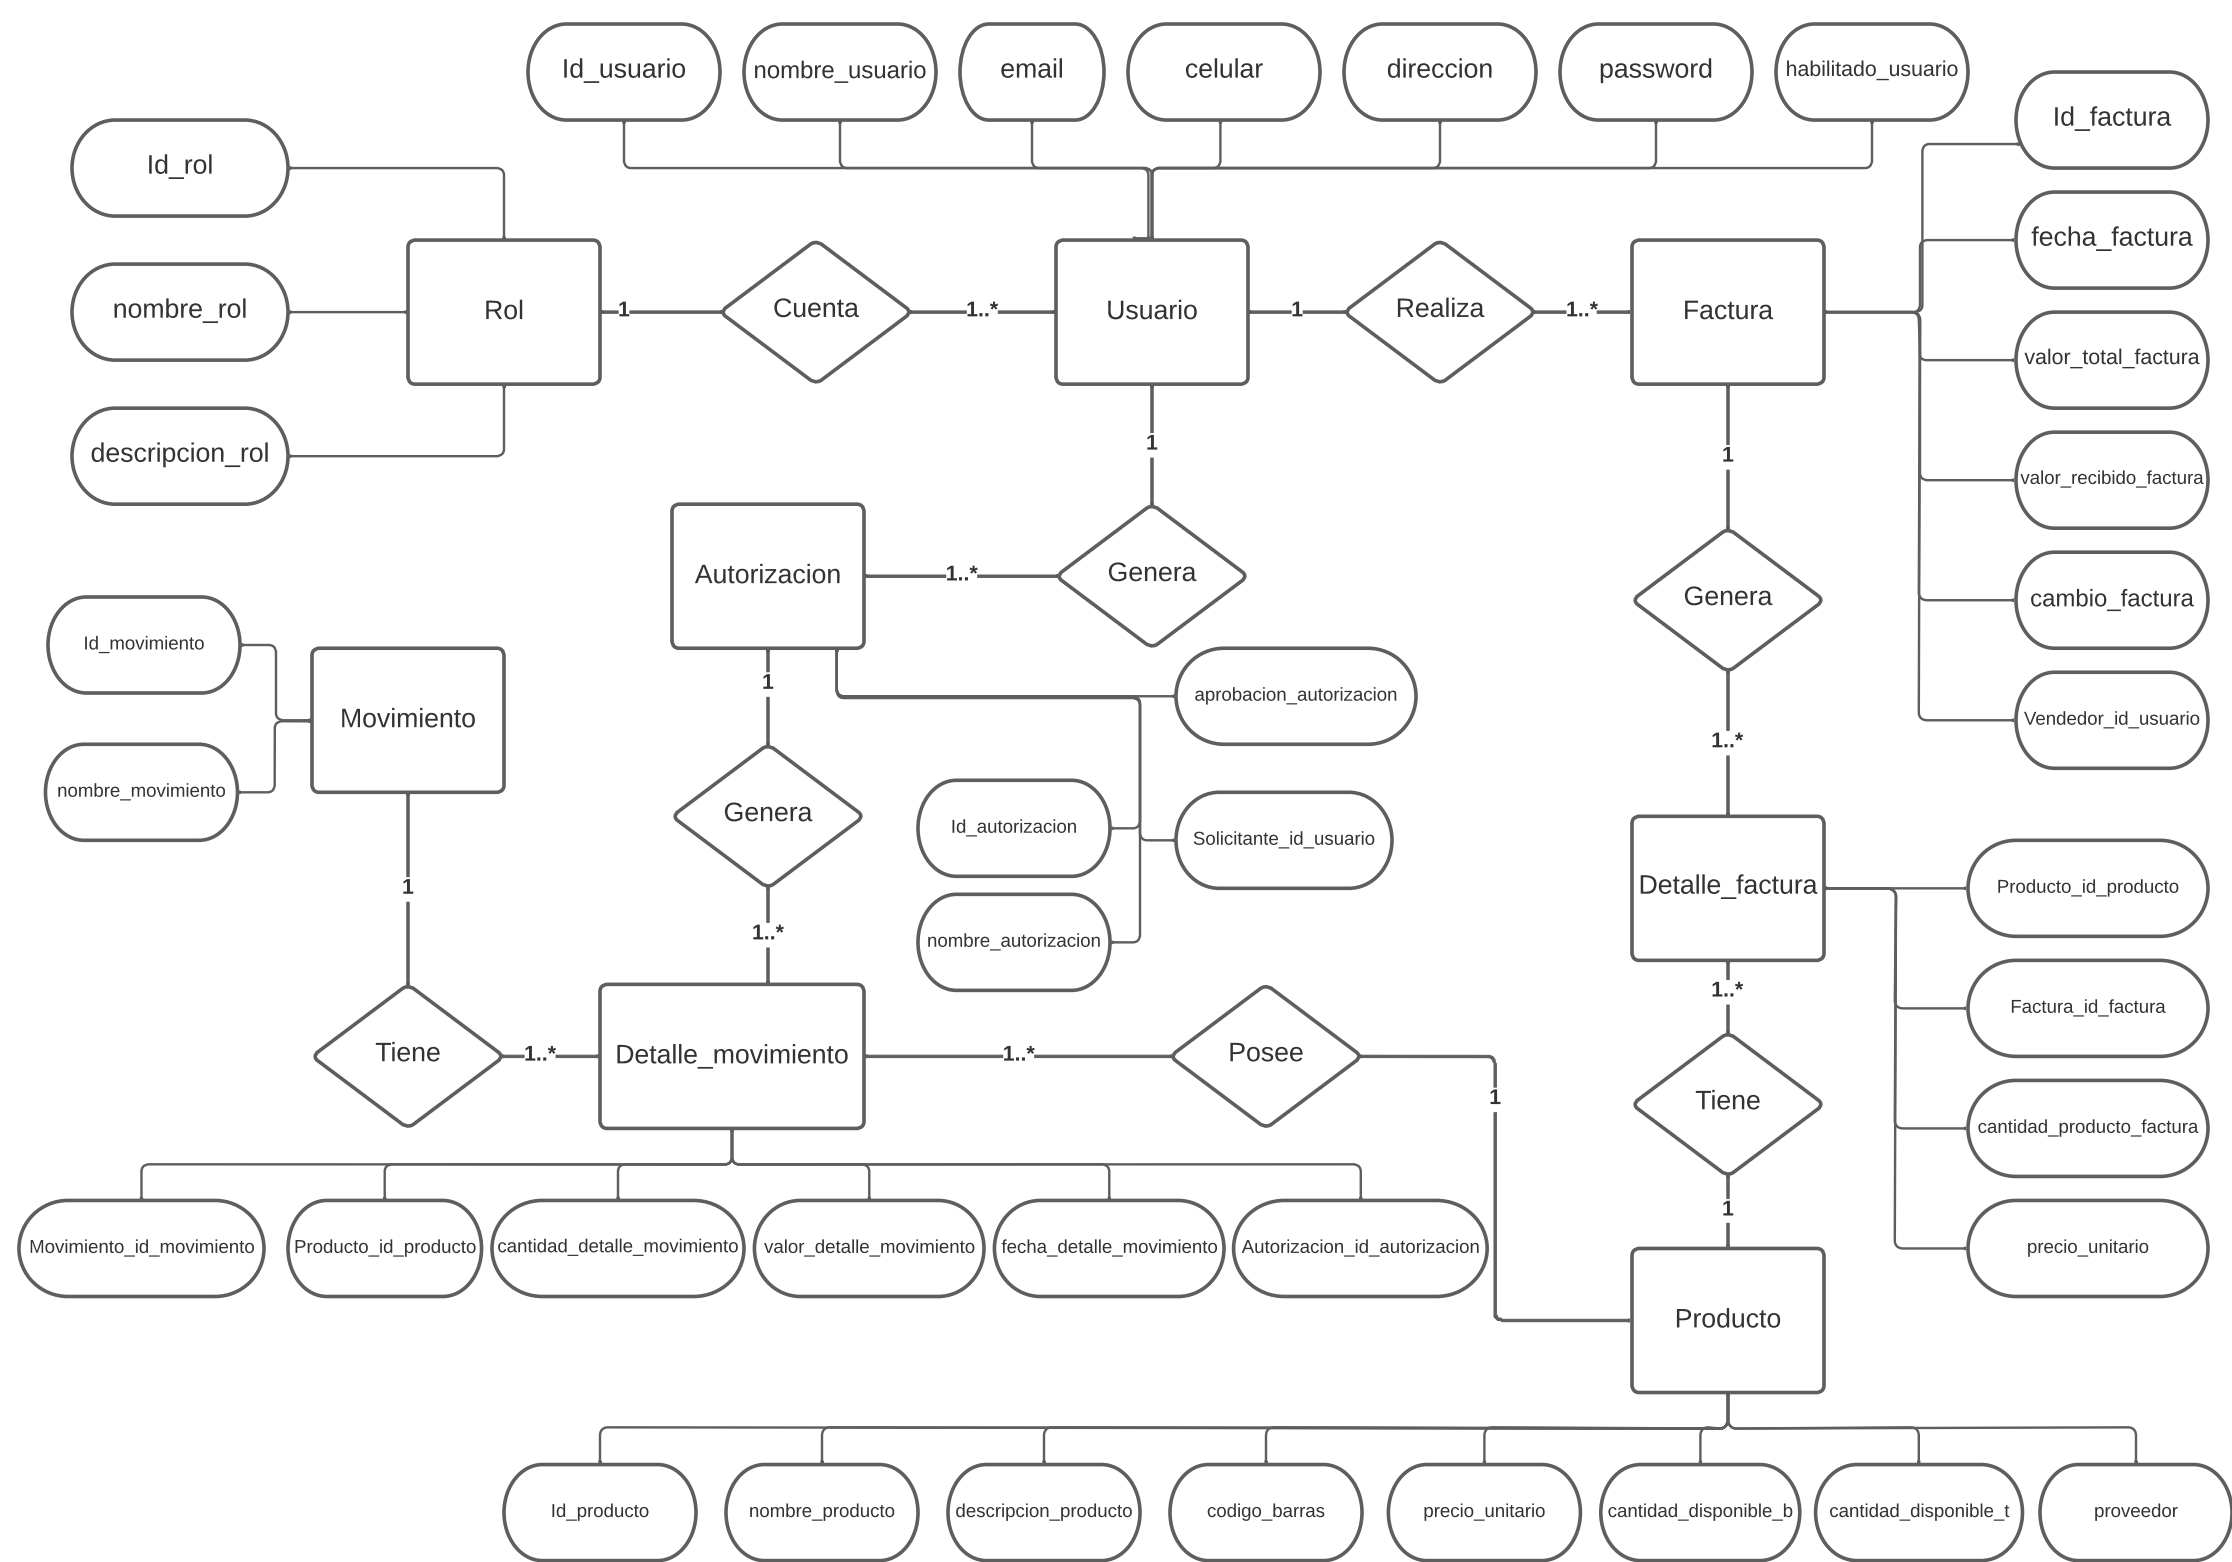 Id_usuario
nombre_usuario
email
celular
direccion
password
habilitado_usuario
Id_factura
Id_rol
fecha_factura
nombre_rol
Rol
1
Cuenta
1..*
Usuario
1
Realiza
1..*
Factura
valor_total_factura
descripcion_rol
1
1
valor_recibido_factura
Autorizacion
1..*
Genera
Genera
cambio_factura
Id_movimiento
Movimiento
1
aprobacion_autorizacion
1..*
Vendedor_id_usuario
nombre_movimiento
Genera
Id_autorizacion
Solicitante_id_usuario
1
1..*
nombre_autorizacion
Detalle_factura
Producto_id_producto
1..*
Factura_id_factura
Tiene
1..*
Detalle_movimiento
1..*
Posee
1
Tiene
cantidad_producto_factura
1
Movimiento_id_movimiento
Producto_id_producto
cantidad_detalle_movimiento
valor_detalle_movimiento
fecha_detalle_movimiento
Autorizacion_id_autorizacion
precio_unitario
Producto
Id_producto
nombre_producto
descripcion_producto
codigo_barras
precio_unitario
cantidad_disponible_b
cantidad_disponible_t
proveedor